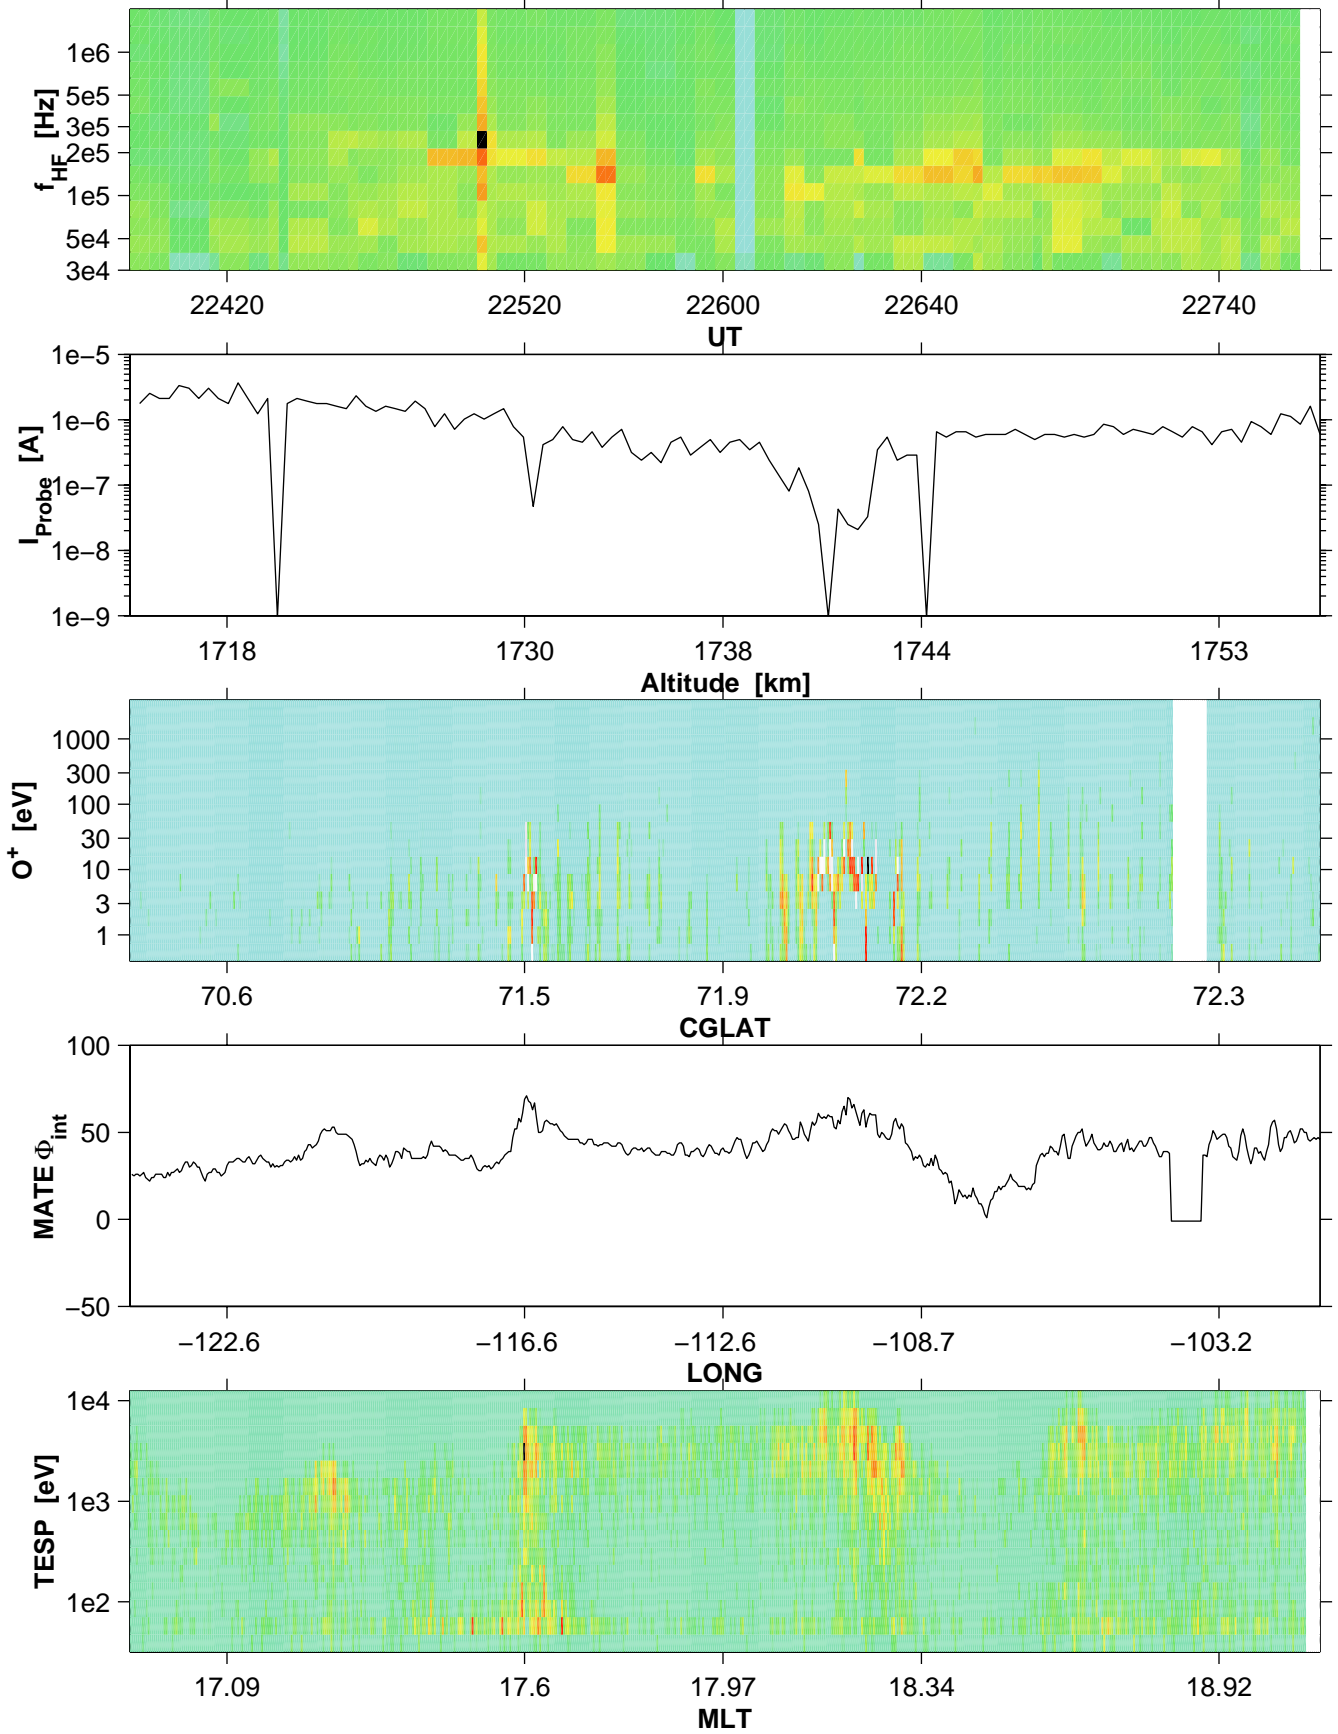 f_HF [Hz]
1e6
5e5
3e5
2e5
1e5
5e4
3e4
22420 22520 22600 22640 22740
UT
I_Probe [A]
1e−5
1e−6
1e−7
1e−8
1e−9
1718 1730 1738 1744 1753
Altitude [km]
O⁺ [eV]
1000
300
100
30
10
3
1
70.6 71.5 71.9 72.2 72.3
CGLAT
MATE Φ_int
100
50
0
−50
−122.6 −116.6 −112.6 −108.7 −103.2
LONG
TESP [eV]
1e4
1e3
1e2
17.09 17.6 17.97 18.34 18.92
MLT